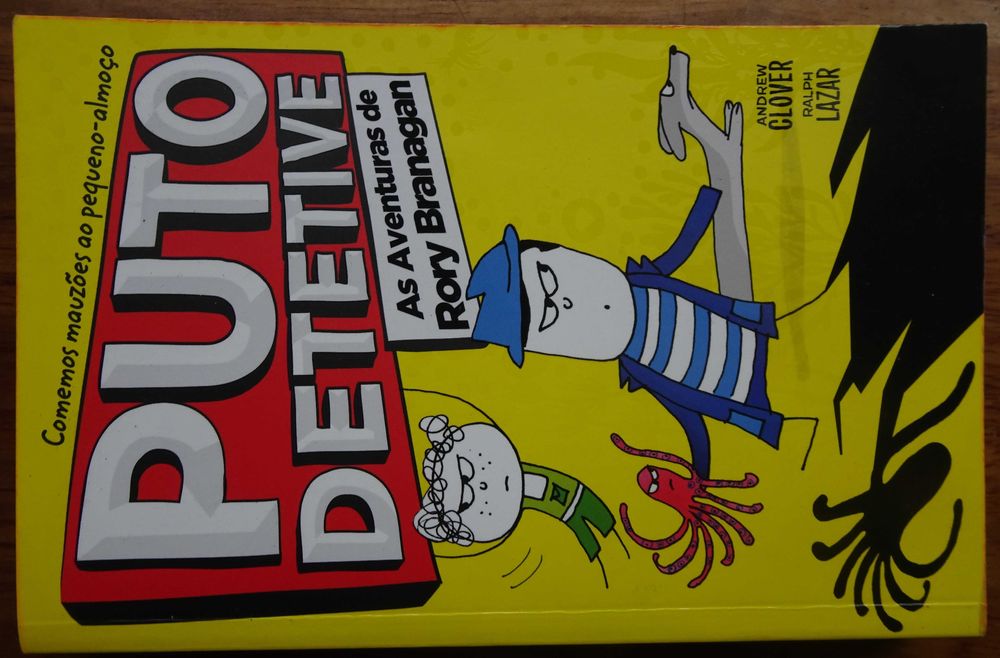 Comemos mauzões ao pequeno-almoço
PUTO
DETETIVE
As Aventuras de
Rory Branagan
ANDREW
CLOVER
RALPH
LAZAR